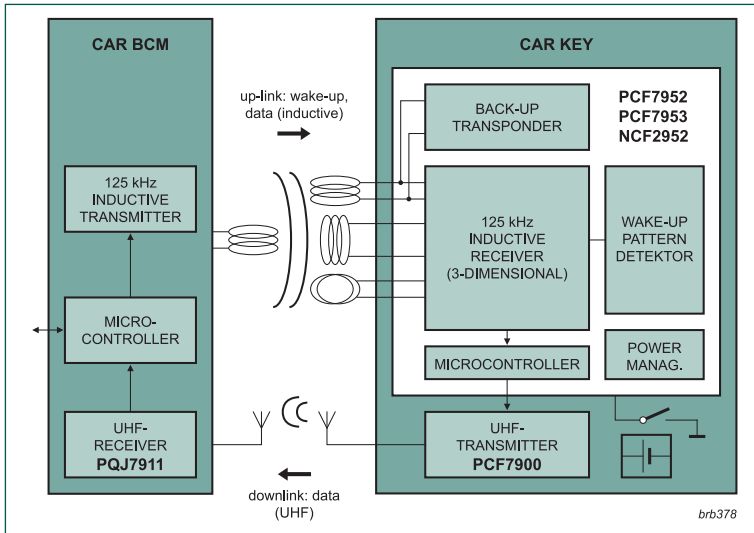 CAR BCM
125 kHz
INDUCTIVE
TRANSMITTER
MICRO-
CONTROLLER
UHF-
RECEIVER
PQJ7911
up-link: wake-up,
data (inductive)
downlink: data
(UHF)
CAR KEY
BACK-UP
TRANSPONDER
PCF7952
PCF7953
NCF2952
125 kHz
INDUCTIVE
RECEIVER
(3-DIMENSIONAL)
WAKE-UP
PATTERN
DETEKTOR
MICROCONTROLLER
POWER
MANAG.
UHF-
TRANSMITTER
PCF7900
brb378